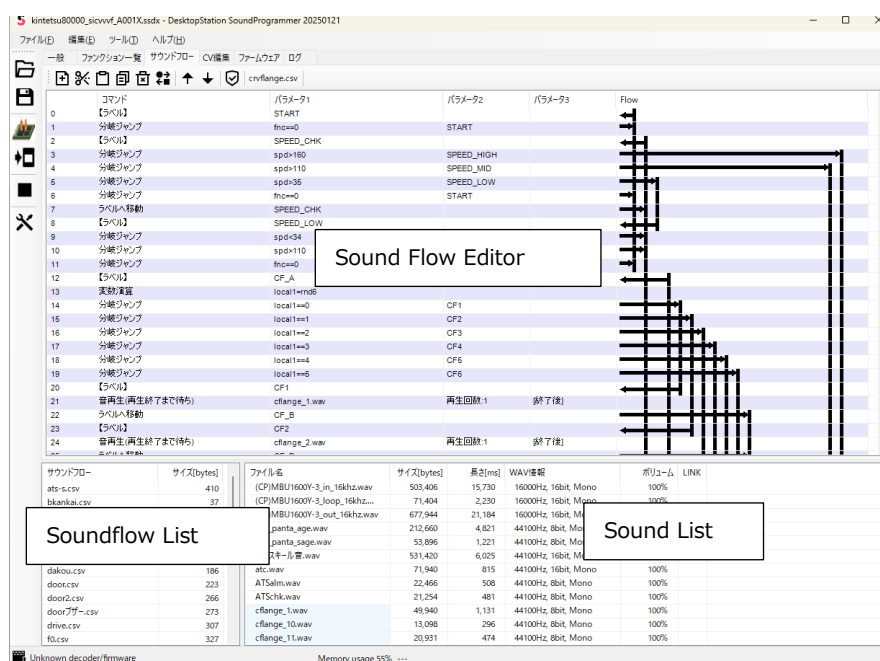 kintetsu80000_sicvvvf_A001X.ssdx - DesktopStation SoundProgrammer 20250121
ファイル(F) 編集(E) ツール(T) ヘルプ(H)
一般 ファンクション一覧 サウンドフロー CV編集 ファームウェア ログ
crvflange.csv
コマンド パラメータ1 パラメータ2 パラメータ3 Flow
0 【ラベル】 START
1 分岐ジャンプ fnc==0 START
2 【ラベル】 SPEED_CHK
3 分岐ジャンプ spd>160 SPEED_HIGH
4 分岐ジャンプ spd>110 SPEED_MID
5 分岐ジャンプ spd>35 SPEED_LOW
6 分岐ジャンプ fnc==0 START
7 ラベルへ移動 SPEED_CHK
8 【ラベル】 SPEED_LOW
9 分岐ジャンプ spd<34
10 分岐ジャンプ spd>110
11 分岐ジャンプ fnc==0
Sound Flow Editor
12 【ラベル】 CF_A
13 変数演算 local1=rnd6
14 分岐ジャンプ local1==0 CF1
15 分岐ジャンプ local1==1 CF2
16 分岐ジャンプ local1==2 CF3
17 分岐ジャンプ local1==3 CF4
18 分岐ジャンプ local1==4 CF5
19 分岐ジャンプ local1==5 CF6
20 【ラベル】 CF1
21 音再生(再生終了まで待ち) cflange_1.wav 再生回数:1 [終了後]
22 ラベルへ移動 CF_B
23 【ラベル】 CF2
24 音再生(再生終了まで待ち) cflange_2.wav 再生回数:1 [終了後]
サウンドフロー サイズ[bytes]
ats-s.csv 410
bkankai.csv 37
Soundflow List
dakou.csv 186
door.csv 223
door2.csv 266
doorブザー.csv 273
drive.csv 307
f0.csv 327
ファイル名 サイズ[bytes] 長さ[ms] WAV情報 ボリューム LINK
(CP)MBU1600Y-3_in_16khz.wav 503,406 15,730 16000Hz, 16bit, Mono 100%
(CP)MBU1600Y-3_loop_16khz.... 71,404 2,230 16000Hz, 16bit, Mono 100%
MBU1600Y-3_out_16khz.wav 677,944 21,184 16000Hz, 16bit, Mo
_panta_age.wav 212,660 4,821 44100Hz, 8bit, Mo
_panta_sage.wav 53,896 1,221 44100Hz, 8bit, Mo
スキール音.wav 531,420 6,025 44100Hz, 16bit, M
Sound List
atc.wav 71,940 815 44100Hz, 16bit, Mono 100%
ATSalm.wav 22,466 508 44100Hz, 8bit, Mono 100%
ATSchk.wav 21,254 481 44100Hz, 8bit, Mono 100%
cflange_1.wav 49,940 1,131 44100Hz, 8bit, Mono 100%
cflange_10.wav 13,098 296 44100Hz, 8bit, Mono 100%
cflange_11.wav 20,931 474 44100Hz, 8bit, Mono 100%
Unknown decoder/firmware Memory usage 55% ---